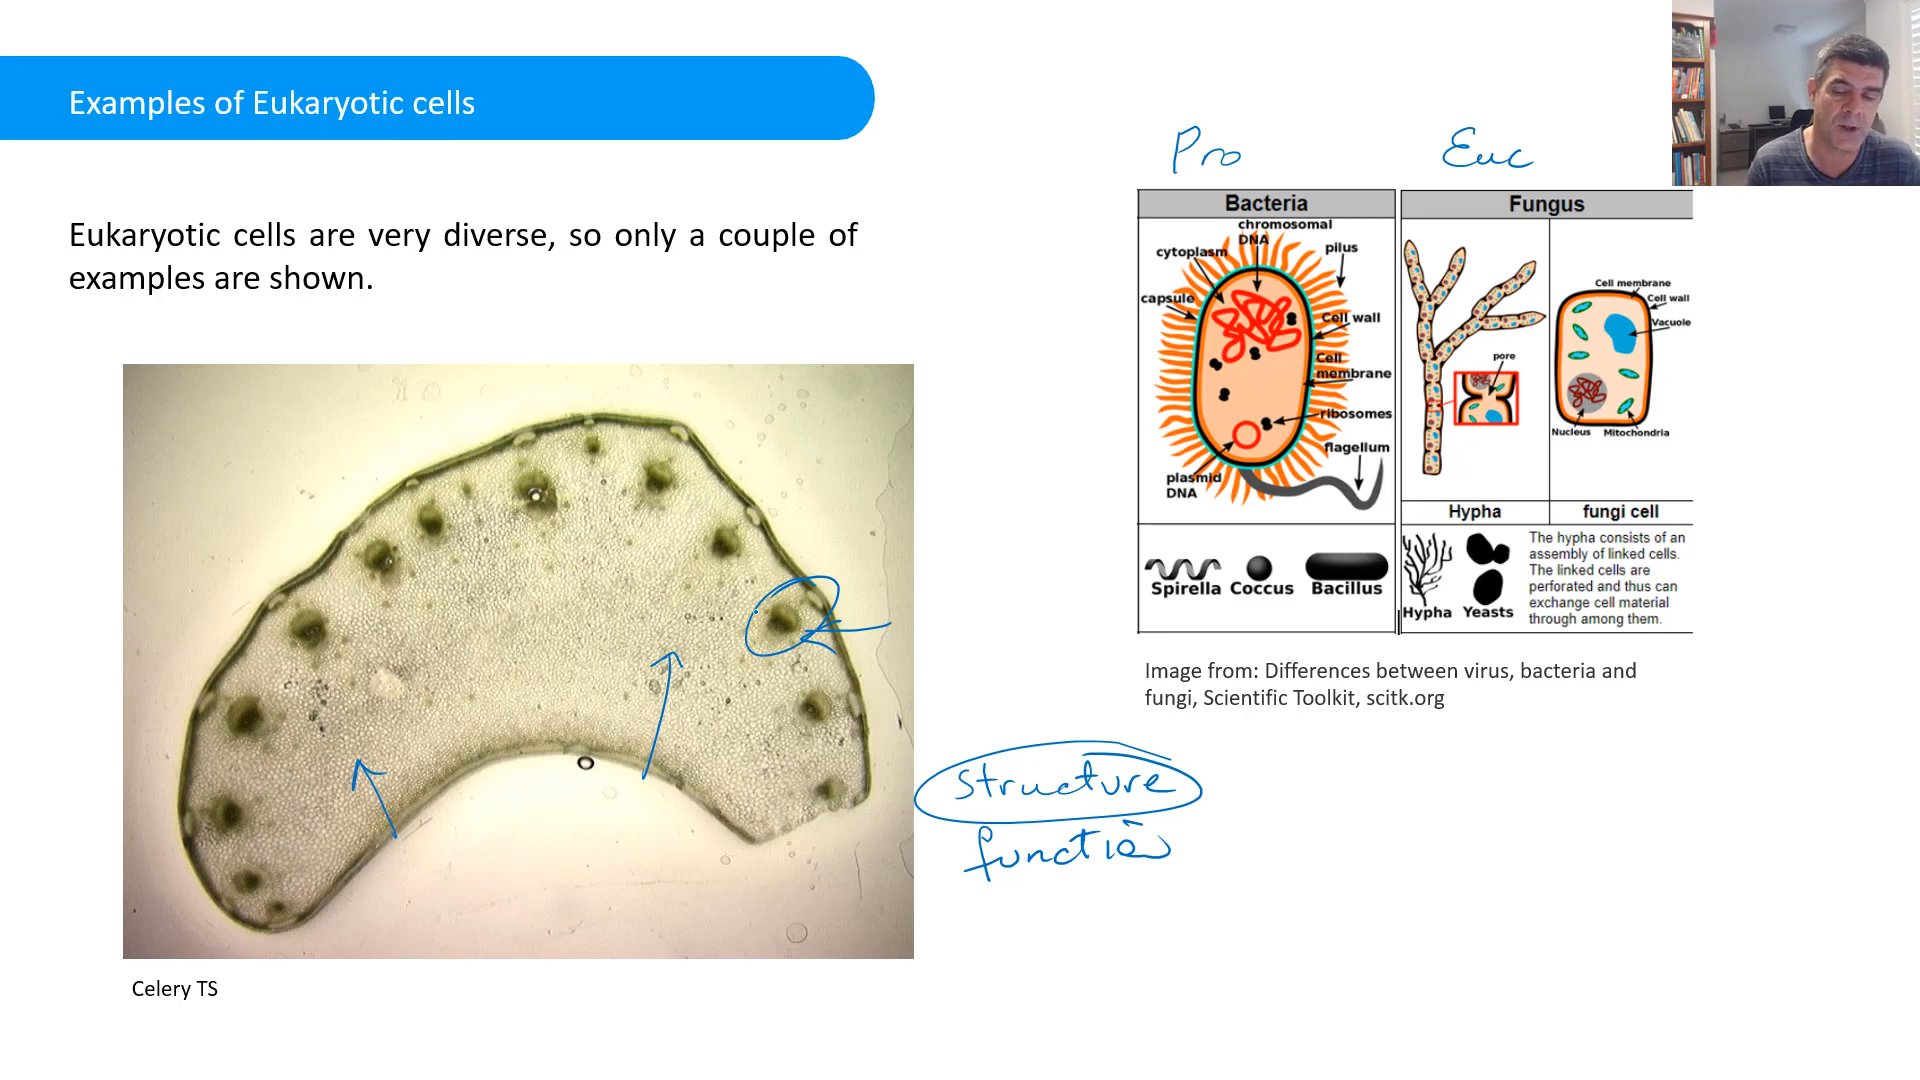 Examples of Eukaryotic cells
Eukaryotic cells are very diverse, so only a couple of
examples are shown.
Celery TS
Pro
Euc
Bacteria
chromosomal
DNA
cytoplasm
pilus
capsule
Cell wall
Cell
membrane
ribosomes
flagellum
plasmid
DNA
Spirella Coccus Bacillus
Fungus
pore
Cell membrane
Cell wall
Vacuole
Nucleus Mitochondria
Hypha
fungi cell
Hypha Yeasts
The hypha consists of an
assembly of linked cells.
The linked cells are
perforated and thus can
exchange cell material
through among them.
Image from: Differences between virus, bacteria and
fungi, Scientific Toolkit, scitk.org
structure
function